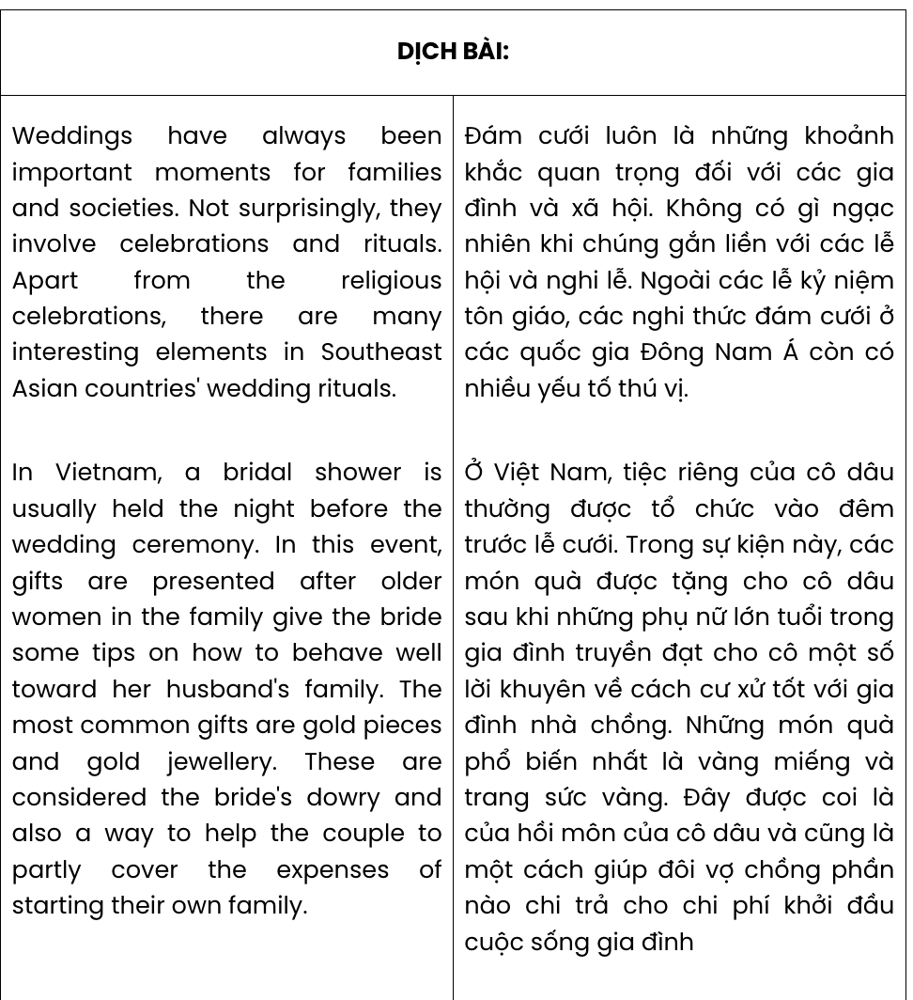 DỊCH BÀI:
Weddings have always been
important moments for families
and societies. Not surprisingly, they
involve celebrations and rituals.
Apart from the religious
celebrations, there are many
interesting elements in Southeast
Asian countries' wedding rituals.
In Vietnam, a bridal shower is
usually held the night before the
wedding ceremony. In this event,
gifts are presented after older
women in the family give the bride
some tips on how to behave well
toward her husband's family. The
most common gifts are gold pieces
and gold jewellery. These are
considered the bride's dowry and
also a way to help the couple to
partly cover the expenses of
starting their own family.
Đám cưới luôn là những khoảnh
khắc quan trọng đối với các gia
đình và xã hội. Không có gì ngạc
nhiên khi chúng gắn liền với các lễ
hội và nghi lễ. Ngoài các lễ kỷ niệm
tôn giáo, các nghi thức đám cưới ở
các quốc gia Đông Nam Á còn có
nhiều yếu tố thú vị.
Ở Việt Nam, tiệc riêng của cô dâu
thường được tổ chức vào đêm
trước lễ cưới. Trong sự kiện này, các
món quà được tặng cho cô dâu
sau khi những phụ nữ lớn tuổi trong
gia đình truyền đạt cho cô một số
lời khuyên về cách cư xử tốt với gia
đình nhà chồng. Những món quà
phổ biến nhất là vàng miếng và
trang sức vàng. Đây được coi là
của hồi môn của cô dâu và cũng là
một cách giúp đôi vợ chồng phần
nào chi trả cho chi phí khởi đầu
cuộc sống gia đình